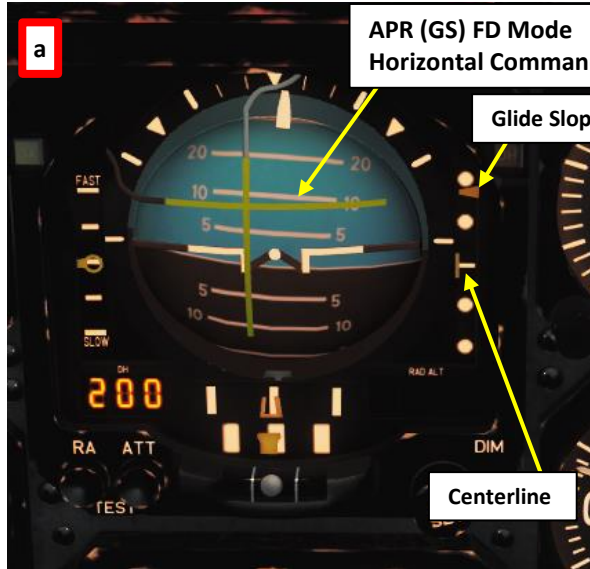 a
APR (GS) FD Mode
Horizontal Comman
Glide Slop
20 20
10 10
5 5
5 5
10 10
FAST
SLOW
DH
200
RAD ALT
RA ATT
TEST
DIM
Centerline